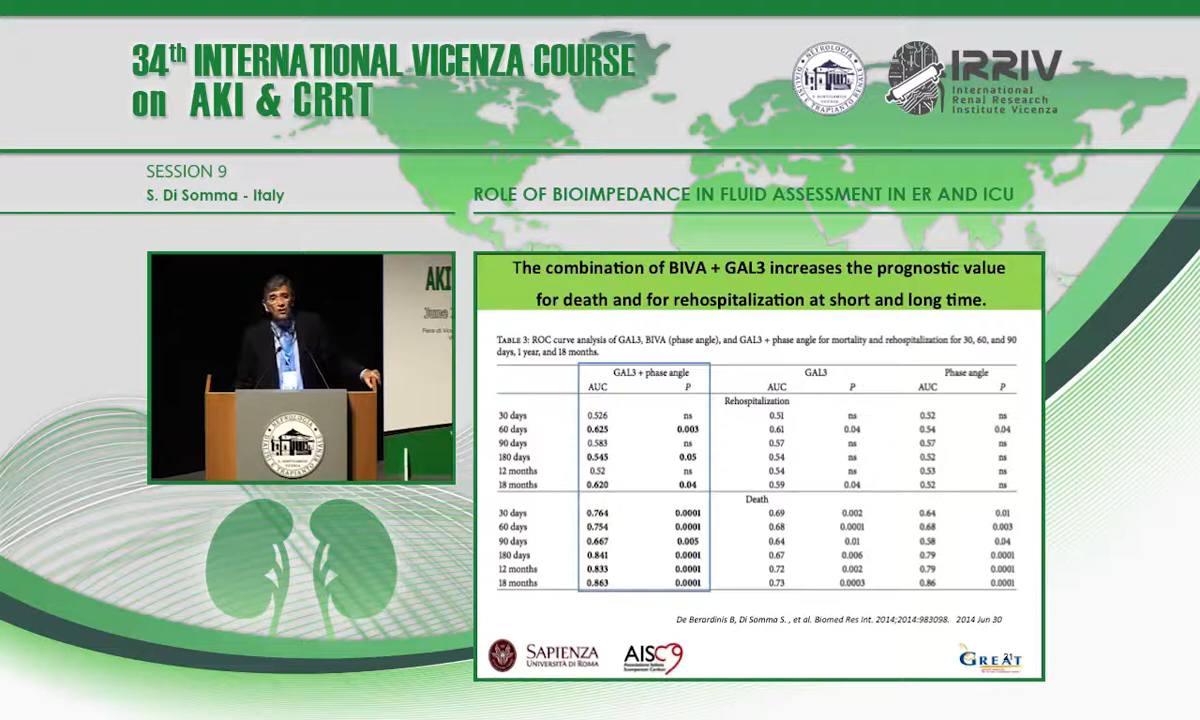 34th INTERNATIONAL VICENZA COURSE
on AKI & CRRT
IRRIV
International
Renal Research
Institute Vicenza
SESSION 9
S. Di Somma - Italy
ROLE OF BIOIMPEDANCE IN FLUID ASSESSMENT IN ER AND ICU
AKI
June
NEFROLOGIA
VICENZA
The combination of BIVA + GAL3 increases the prognostic value
for death and for rehospitalization at short and long time.
TABLE 3: ROC curve analysis of GAL3, BIVA (phase angle), and GAL3 + phase angle for mortality and rehospitalization for 30, 60, and 90
days, 1 year, and 18 months.
GAL3 + phase angle GAL3 Phase angle
AUC P AUC P AUC P
Rehospitalization
30 days 0.526 ns 0.51 ns 0.52 ns
60 days 0.625 0.003 0.61 0.04 0.54 0.04
90 days 0.583 ns 0.57 ns 0.57 ns
180 days 0.545 0.05 0.54 ns 0.52 ns
12 months 0.52 ns 0.54 ns 0.53 ns
18 months 0.620 0.04 0.59 0.04 0.52 ns
Death
30 days 0.764 0.0001 0.69 0.002 0.64 0.01
60 days 0.754 0.0001 0.68 0.0001 0.68 0.003
90 days 0.667 0.005 0.64 0.01 0.58 0.04
180 days 0.841 0.0001 0.67 0.006 0.79 0.0001
12 months 0.833 0.0001 0.72 0.002 0.79 0.0001
18 months 0.863 0.0001 0.73 0.0003 0.86 0.0001
De Berardinis B, Di Somma S. , et al. Biomed Res Int. 2014;2014:983098. 2014 Jun 30
SAPIENZA
UNIVERSITÀ DI ROMA
AISC
GREAT
21